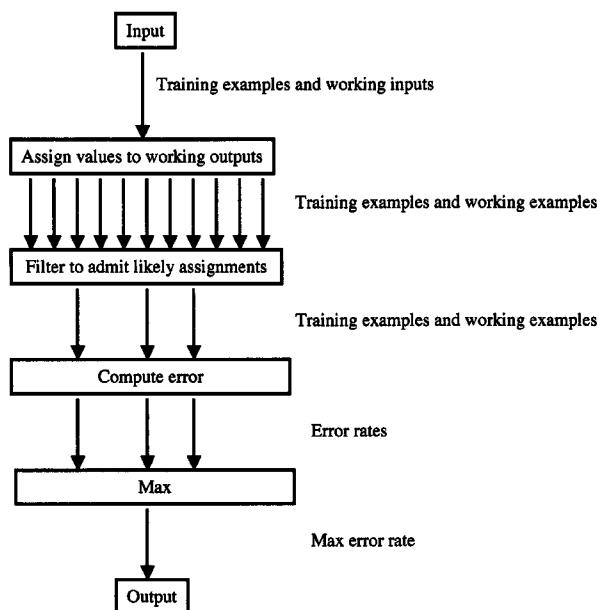 Input
Training examples and working inputs
Assign values to working outputs
Training examples and working examples
Filter to admit likely assignments
Training examples and working examples
Compute error
Error rates
Max
Max error rate
Output